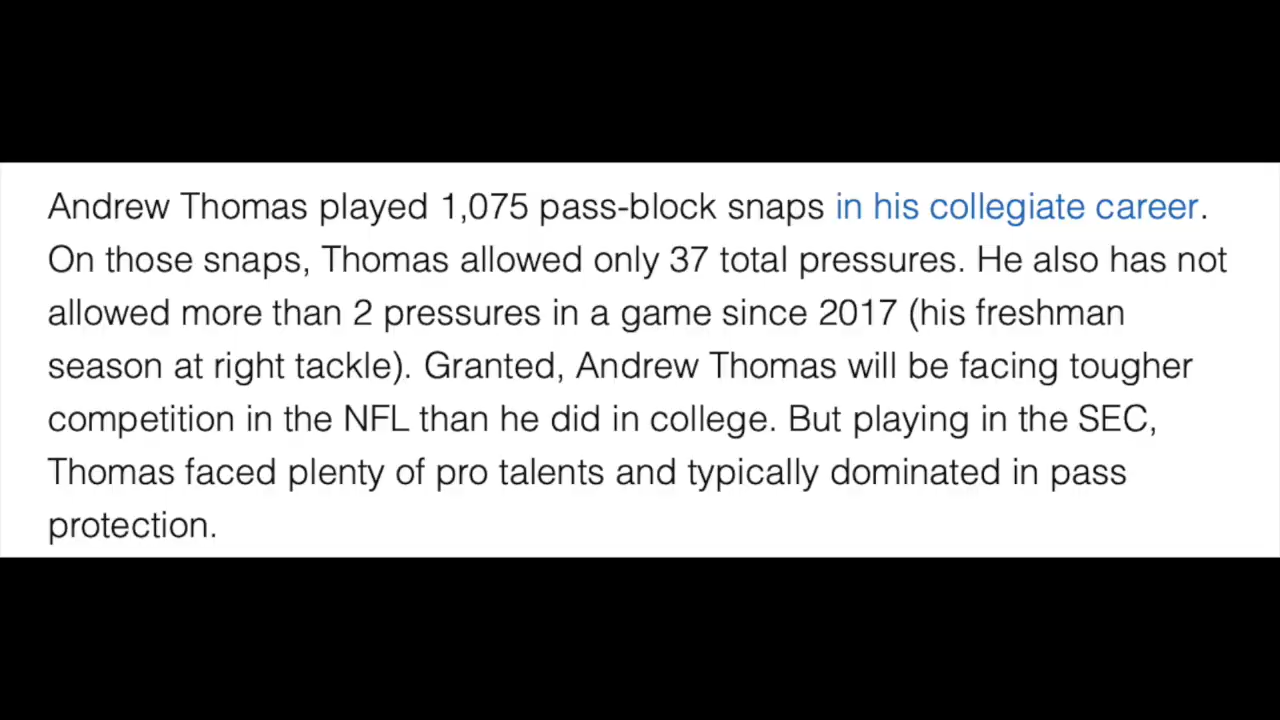 Andrew Thomas played 1,075 pass-block snaps in his collegiate career.
On those snaps, Thomas allowed only 37 total pressures. He also has not
allowed more than 2 pressures in a game since 2017 (his freshman
season at right tackle). Granted, Andrew Thomas will be facing tougher
competition in the NFL than he did in college. But playing in the SEC,
Thomas faced plenty of pro talents and typically dominated in pass
protection.